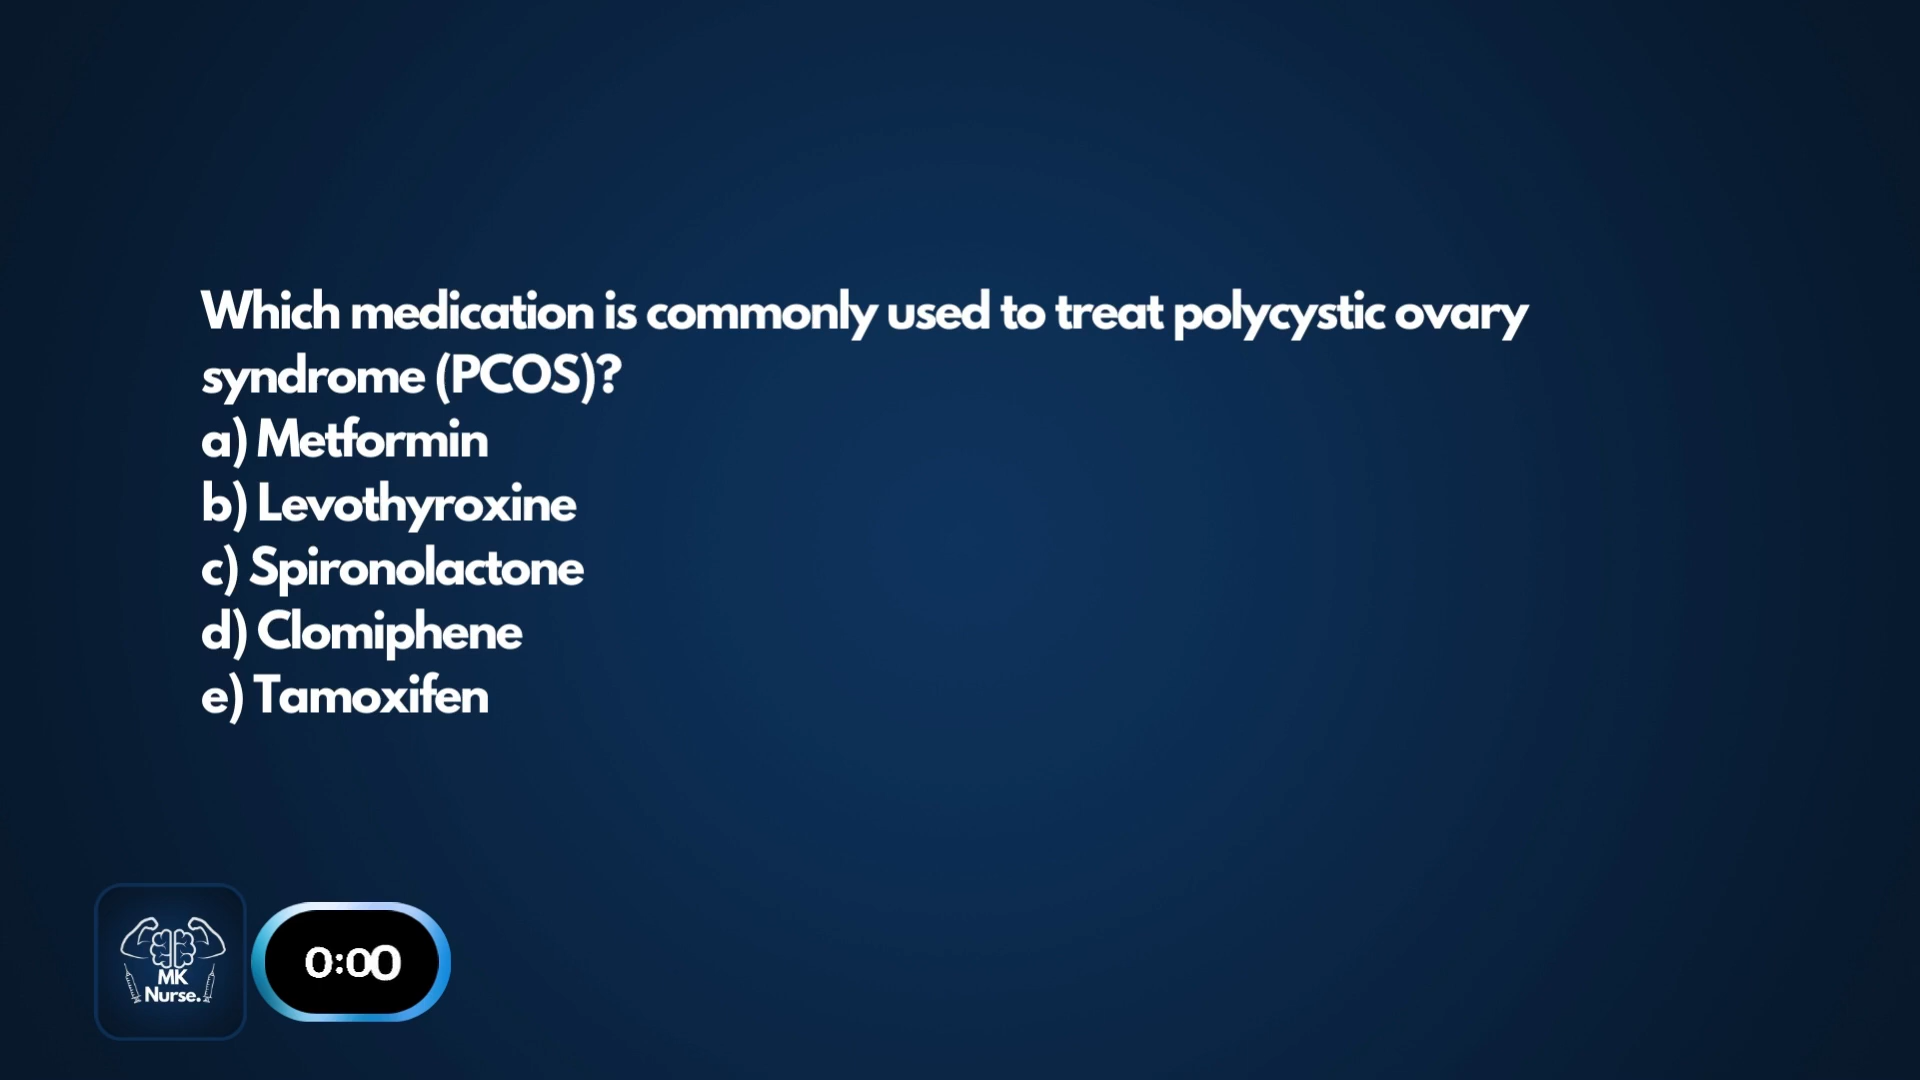 Which medication is commonly used to treat polycystic ovary
syndrome (PCOS)?
a) Metformin
b) Levothyroxine
c) Spironolactone
d) Clomiphene
e) Tamoxifen
MK
Nurse.
0:00